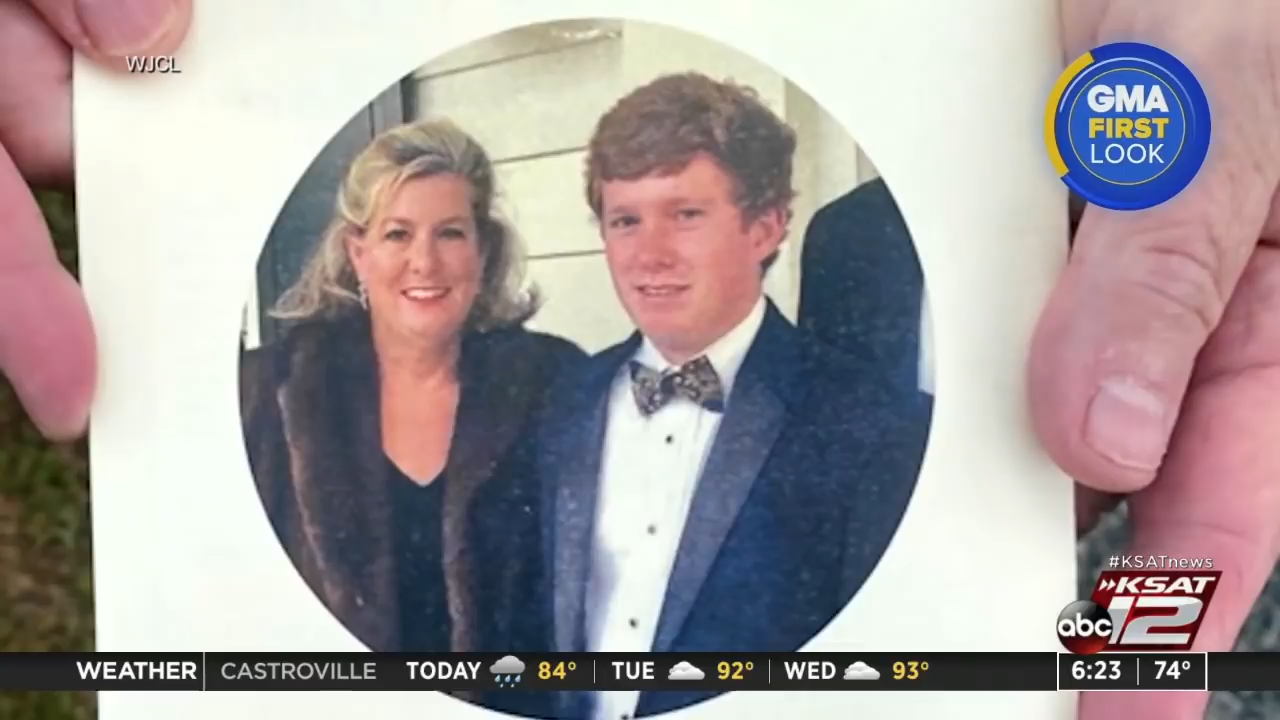 WJCL
GMA
FIRST
LOOK
#KSATnews
KSAT
abc 12
WEATHER CASTROVILLE TODAY 84° TUE 92° WED 93° 6:23 74°